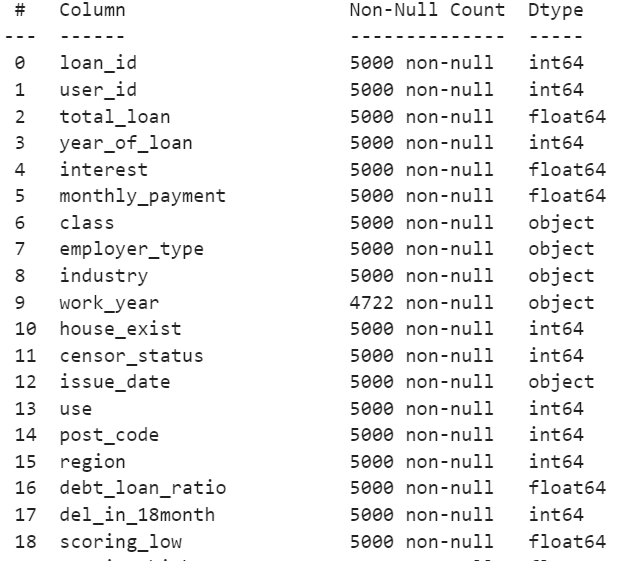 #   Column                    Non-Null Count  Dtype
---  ------                    --------------  -----
0   loan_id                   5000 non-null   int64
1   user_id                   5000 non-null   int64
2   total_loan                5000 non-null   float64
3   year_of_loan              5000 non-null   int64
4   interest                  5000 non-null   float64
5   monthly_payment           5000 non-null   float64
6   class                     5000 non-null   object
7   employer_type             5000 non-null   object
8   industry                  5000 non-null   object
9   work_year                 4722 non-null   object
10  house_exist               5000 non-null   int64
11  censor_status             5000 non-null   int64
12  issue_date                5000 non-null   object
13  use                       5000 non-null   int64
14  post_code                 5000 non-null   int64
15  region                    5000 non-null   int64
16  debt_loan_ratio           5000 non-null   float64
17  del_in_18month            5000 non-null   int64
18  scoring_low               5000 non-null   float64